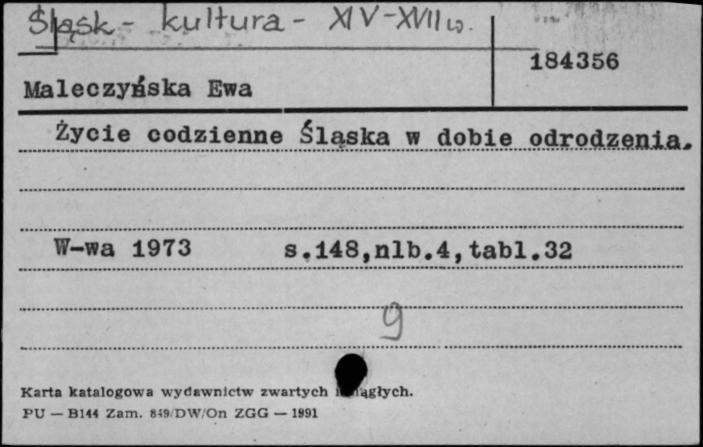 Śląsk - kultura - XIV-XVII w.
184356
Maleczyńska Ewa
Życie codzienne Śląska w dobie odrodzenia.
W-wa 1973 s.148,nlb.4,tabl.32
9
Karta katalogowa wydawnictw zwartych i ciągłych.
PU — B144 Zam. 849/DW/On ZGG — 1991